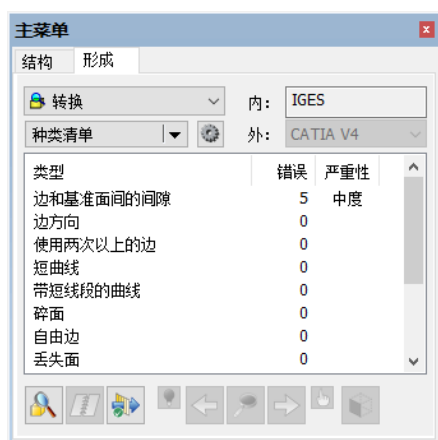 主菜单
结构 形成
转换 内: IGES
种类清单 外: CATIA V4
类型 错误 严重性
边和基准面间的间隙 5 中度
边方向 0
使用两次以上的边 0
短曲线 0
带短线段的曲线 0
碎面 0
自由边 0
丢失面 0